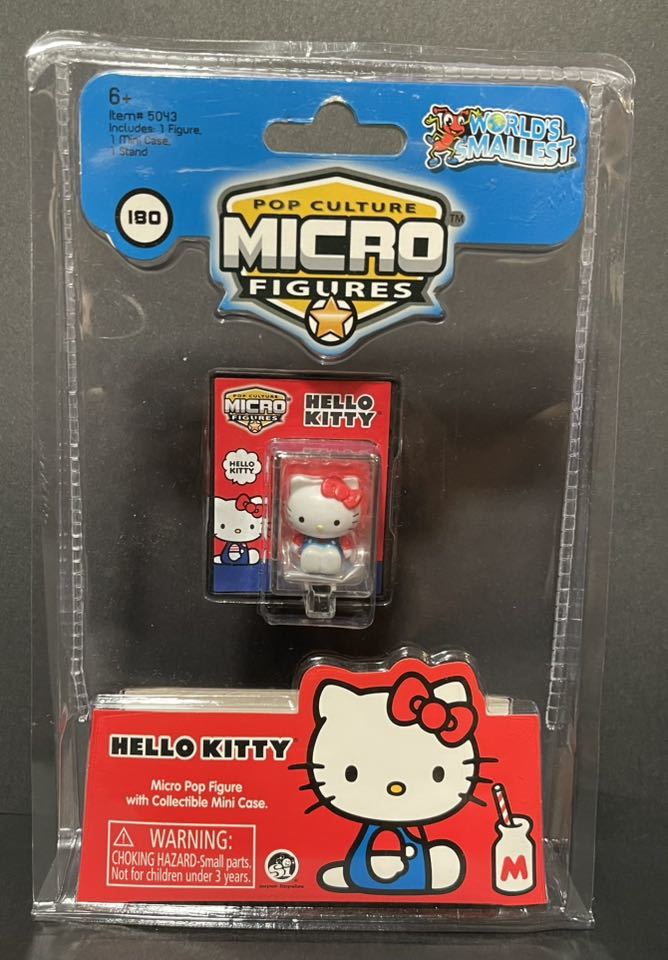 6+
Item# 5043
Includes: 1 Figure,
1 Mini Case,
1 Stand
WORLD'S
SMALLEST
180
POP CULTURE
MICRO
TM
FIGURES
POP CULTURE
MICRO
FIGURES
HELLO
KITTY
HELLO
KITTY
HELLO KITTY
Micro Pop Figure
with Collectible Mini Case.
WARNING:
CHOKING HAZARD-Small parts.
Not for children under 3 years.
M